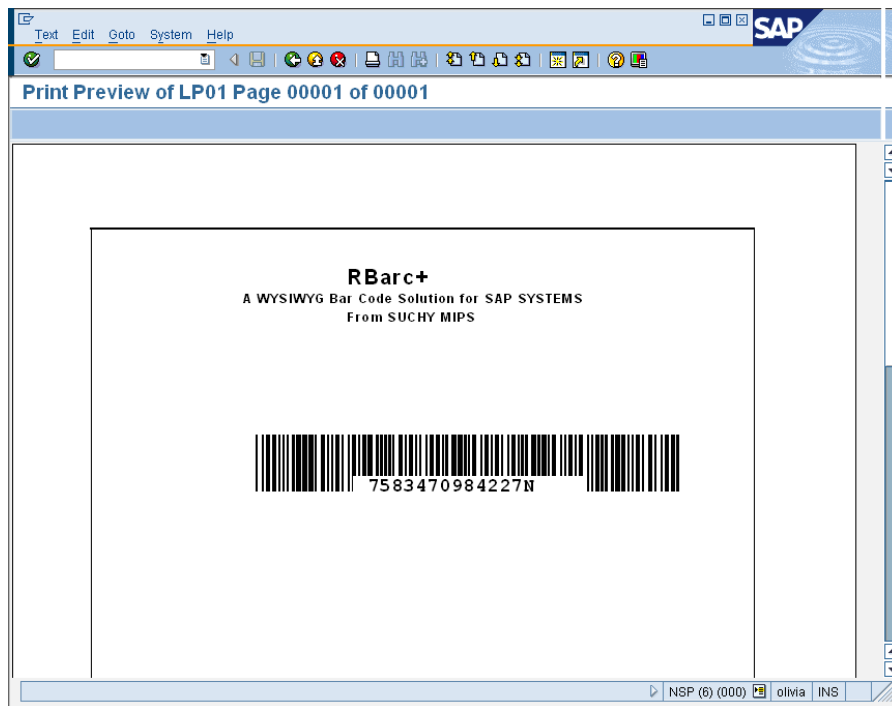 Text Edit Goto System Help
SAP
Print Preview of LP01 Page 00001 of 00001
RBarc+
A WYSIWYG Bar Code Solution for SAP SYSTEMS
From SUCHY MIPS
7583470984227N
NSP (6) (000) olivia INS